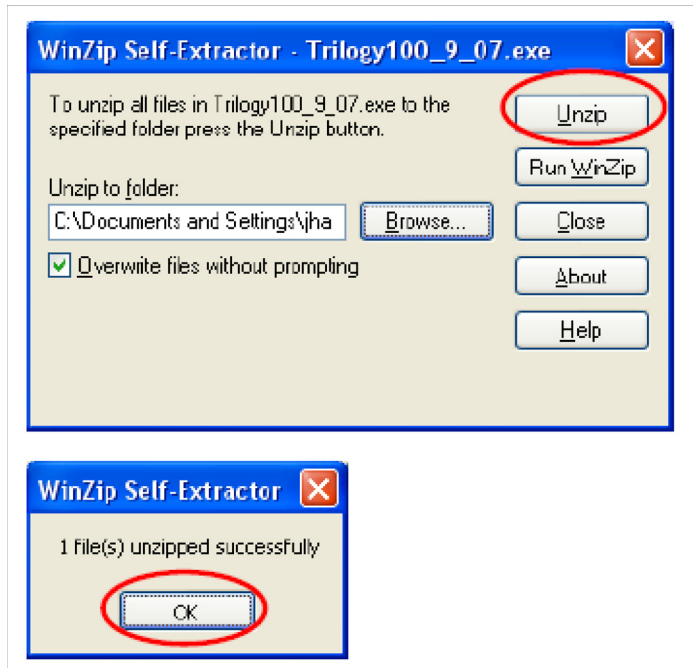 WinZip Self-Extractor - Trilogy100_9_07.exe
To unzip all files in Trilogy100_9_07.exe to the
specified folder press the Unzip button.
Unzip
Run WinZip
Unzip to folder:
C:\Documents and Settings\jha
Browse...
Close
Overwrite files without prompting
About
Help
WinZip Self-Extractor
1 file(s) unzipped successfully
OK